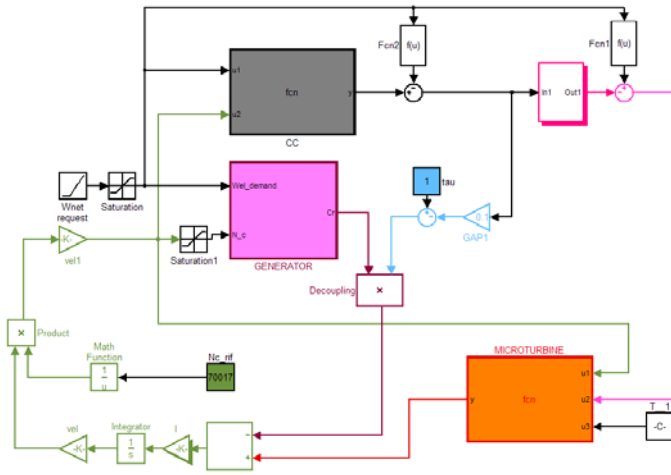 Fcn2
f(u)
Fcn1
f(u)
u1
fcn
y
u2
CC
In1
Out1
Wnet
request
Saturation
Wel_demand
Cr
N_c
GENERATOR
1
tau
0.1
GAP1
-K-
vel1
Saturation1
×
Decoupling
×
Product
Math
Function
1
u
Nc_rif
70017
MICROTURBINE
u1
y
fcn
u2
u3
-C-
vel
-K-
Integrator
1
s
I
-K-